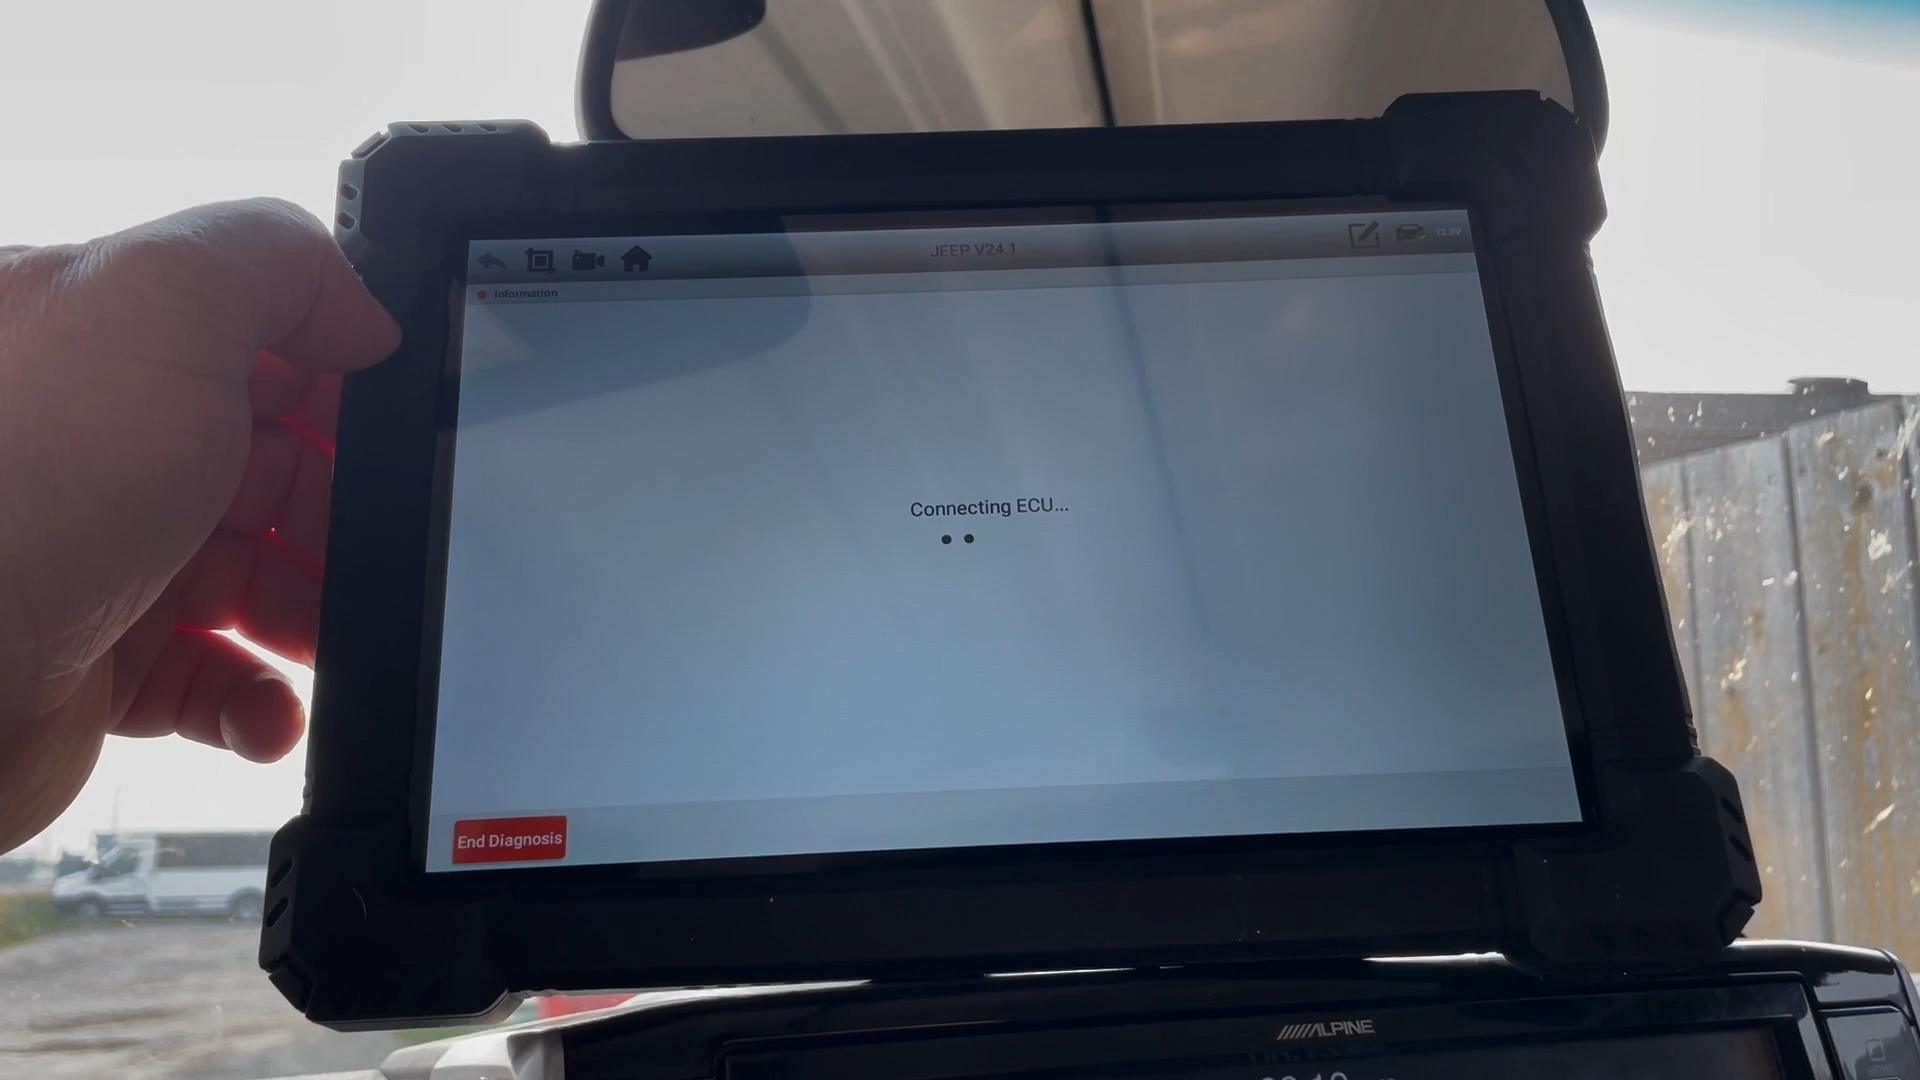 JEEP V24.1
Information
Connecting ECU...
End Diagnosis
ALPINE